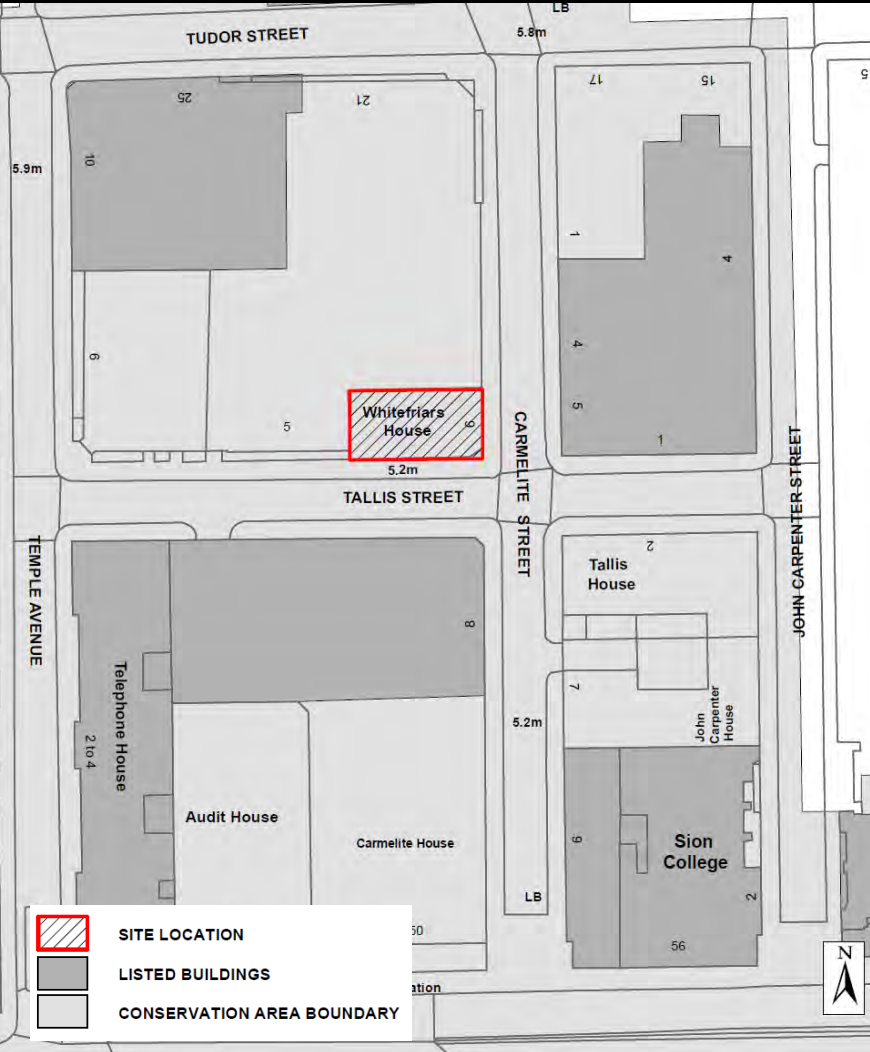 LB
TUDOR STREET
5.8m
25
21
17
15
5
10
5.9m
1
4
4
6
5
Whitefriars
House
6
5
1
5.2m
CARMELITE STREET
TALLIS STREET
JOHN CARPENTER STREET
TEMPLE AVENUE
2
Tallis
House
8
Telephone House
2 to 4
7
John
Carpenter
House
5.2m
Audit House
Carmelite House
6
Sion
College
2
LB
50
56
ation
N
SITE LOCATION
LISTED BUILDINGS
CONSERVATION AREA BOUNDARY